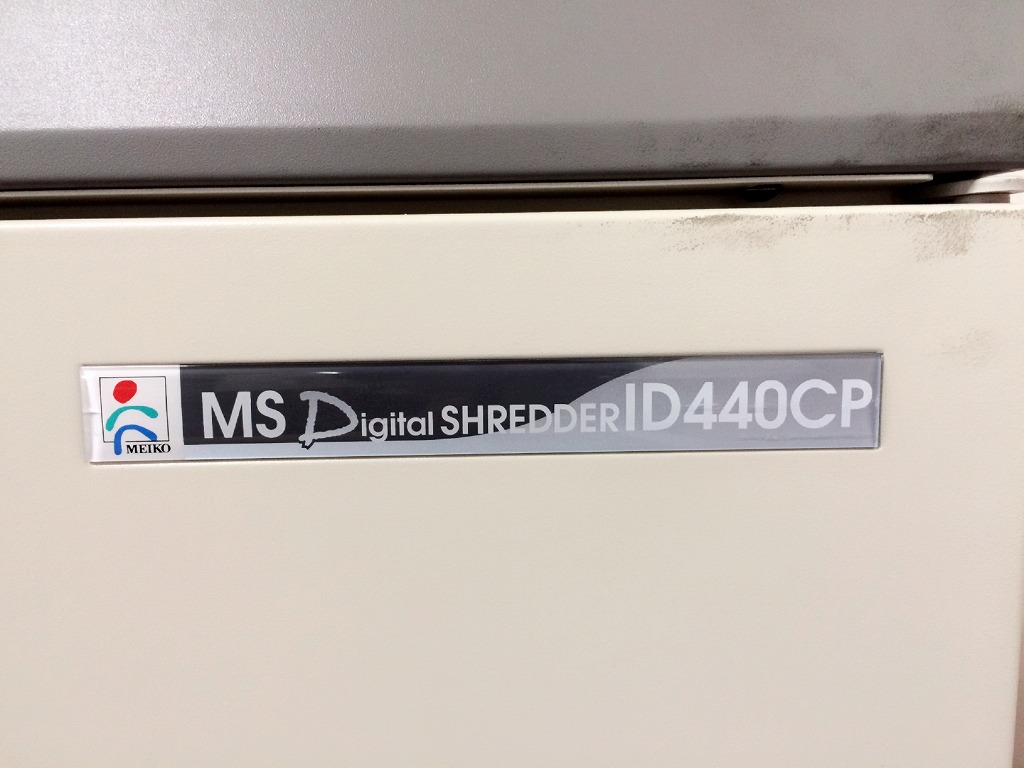 MEIKO
MS Digital SHREDDER ID440CP